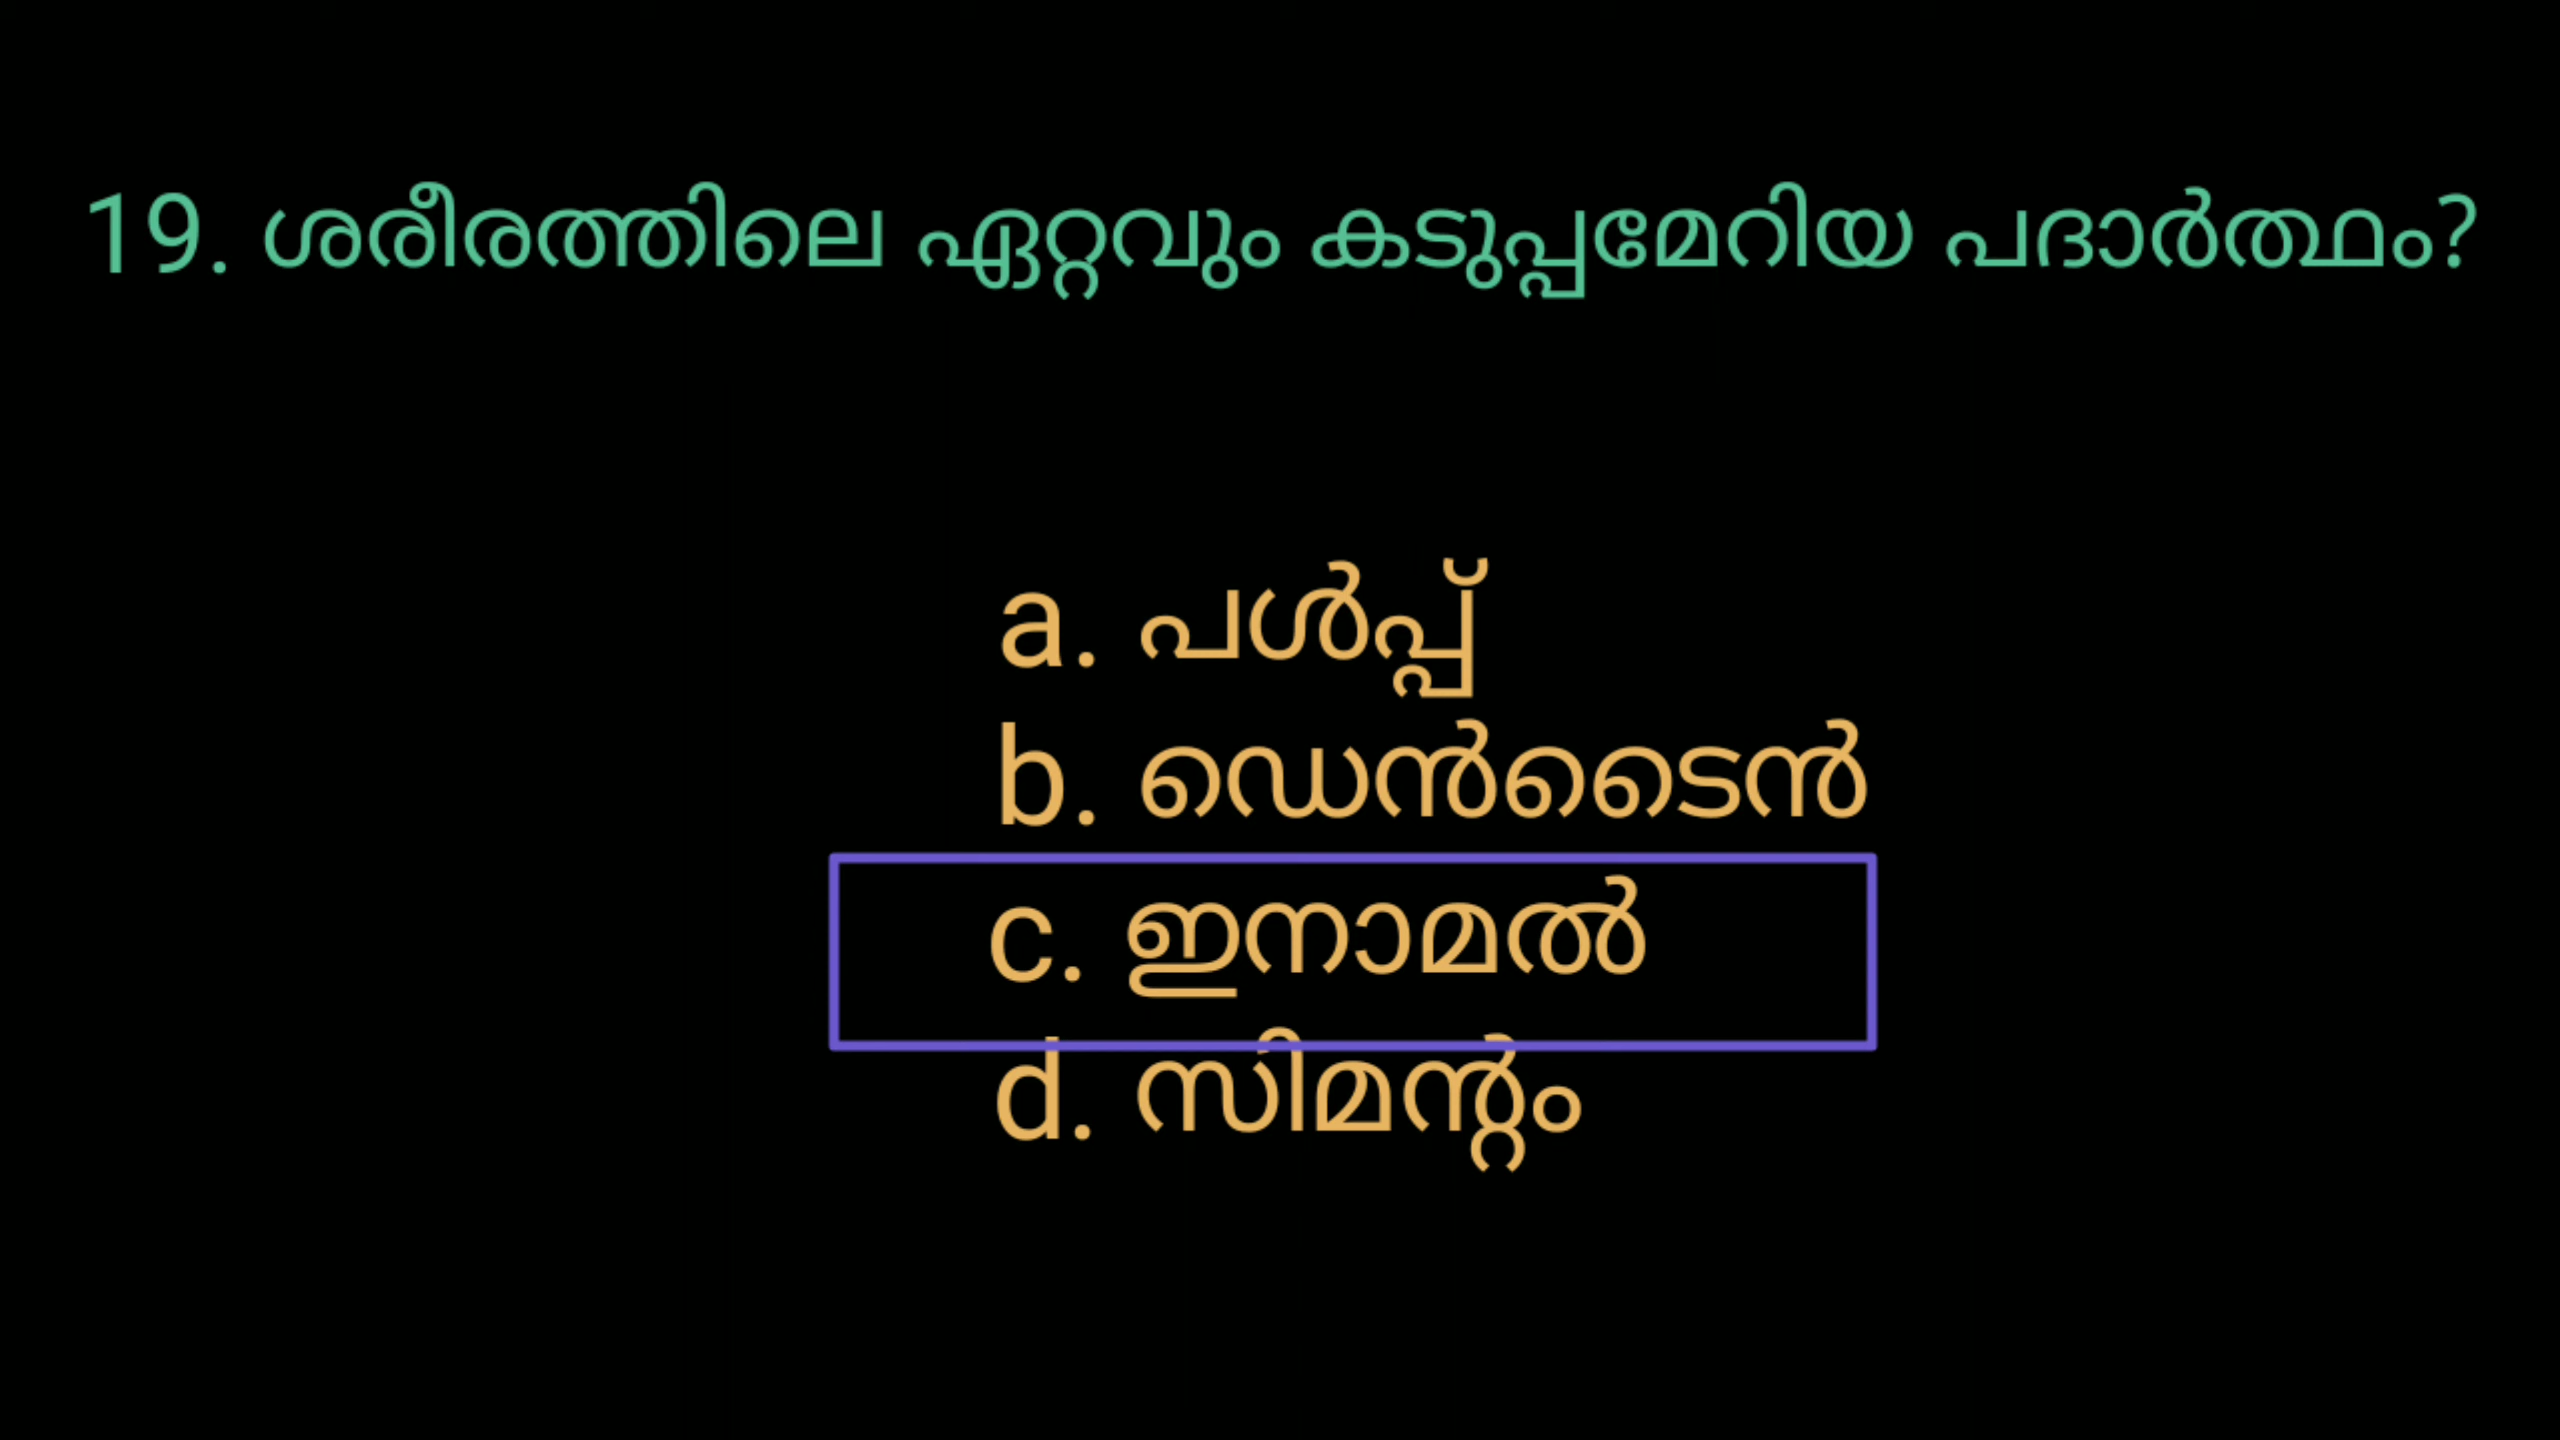 19. ശരീരത്തിലെ ഏറ്റവും കടുപ്പമേറിയ പദാർത്ഥം?
a. പൾപ്പ്
b. ഡെൻടൈൻ
c. ഇനാമൽ
d. സിമന്റം